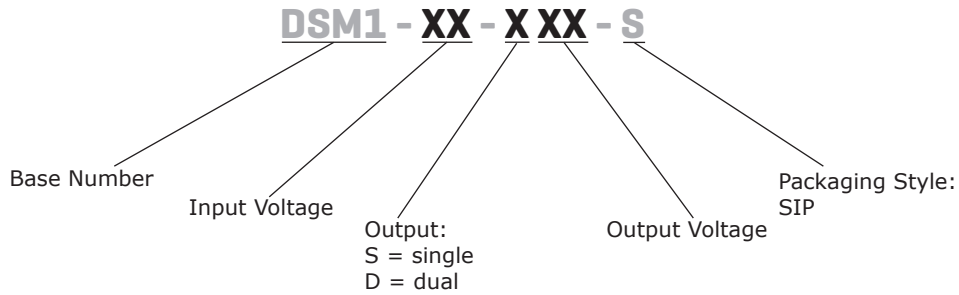 DSM1 - XX - X XX - S
Base Number
Input Voltage
Output:
S = single
D = dual
Output Voltage
Packaging Style:
SIP